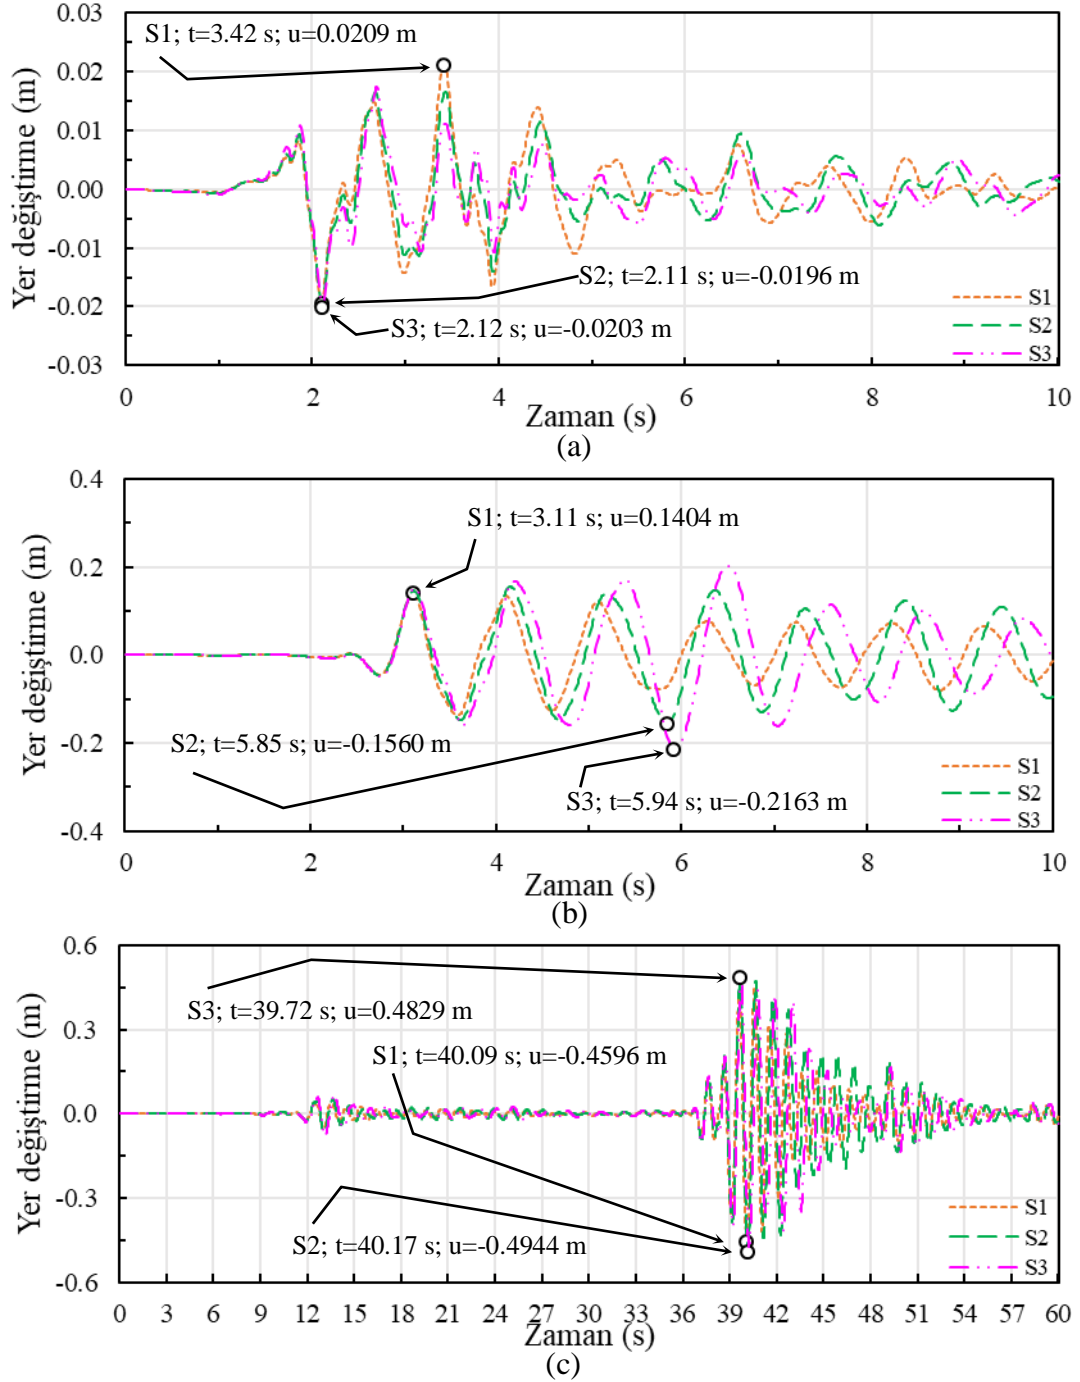 0.03
S1; t=3.42 s; u=0.0209 m
0.02
0.01
0.00
-0.01
-0.02
-0.03
Yer değiştirme (m)
S2; t=2.11 s; u=-0.0196 m
S3; t=2.12 s; u=-0.0203 m
S1
S2
S3
0 2 4 6 8 10
Zaman (s)
(a)
0.4
0.2
0.0
-0.2
-0.4
Yer değiştirme (m)
S1; t=3.11 s; u=0.1404 m
S2; t=5.85 s; u=-0.1560 m
S3; t=5.94 s; u=-0.2163 m
S1
S2
S3
0 2 4 6 8 10
Zaman (s)
(b)
0.6
0.3
0.0
-0.3
-0.6
Yer değiştirme (m)
S3; t=39.72 s; u=0.4829 m
S1; t=40.09 s; u=-0.4596 m
S2; t=40.17 s; u=-0.4944 m
S1
S2
S3
0 3 6 9 12 15 18 21 24 27 30 33 36 39 42 45 48 51 54 57 60
Zaman (s)
(c)